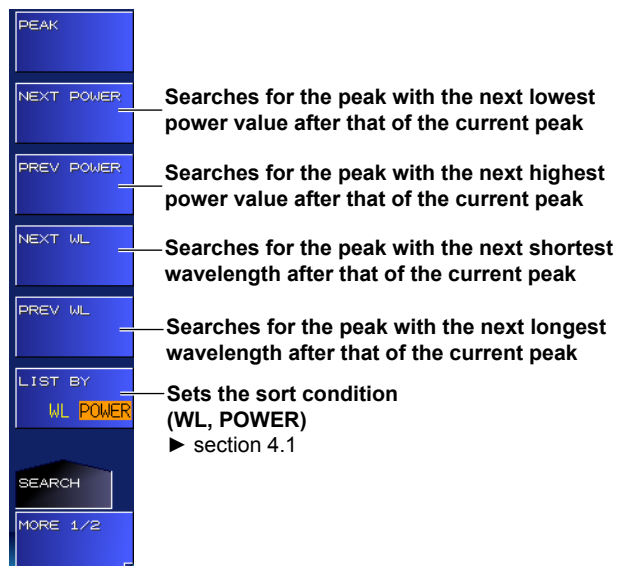 PEAK
NEXT POWER
Searches for the peak with the next lowest
power value after that of the current peak
PREV POWER
Searches for the peak with the next highest
power value after that of the current peak
NEXT WL
Searches for the peak with the next shortest
wavelength after that of the current peak
PREV WL
Searches for the peak with the next longest
wavelength after that of the current peak
LIST BY
WL POWER
Sets the sort condition
(WL, POWER)
► section 4.1
SEARCH
MORE 1/2